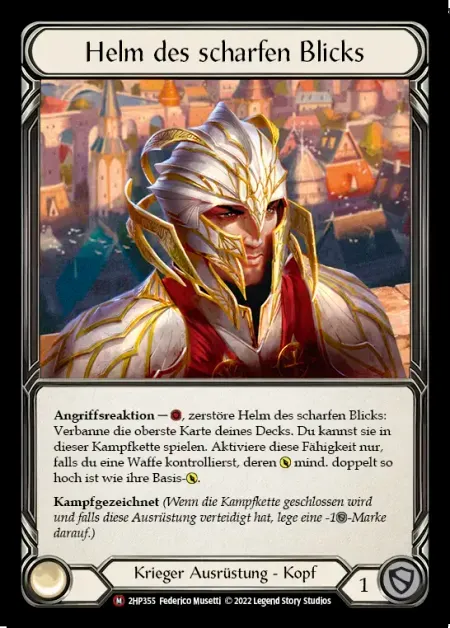 Helm des scharfen Blicks
Angriffsreaktion — , zerstöre Helm des scharfen Blicks:
Verbanne die oberste Karte deines Decks. Du kannst sie in
dieser Kampfkette spielen. Aktiviere diese Fähigkeit nur,
falls du eine Waffe kontrollierst, deren mind. doppelt so
hoch ist wie ihre Basis-.
Kampfgezeichnet (Wenn die Kampfkette geschlossen wird
und falls diese Ausrüstung verteidigt hat, lege eine -1-Marke
darauf.)
Krieger Ausrüstung - Kopf
1
M 2HP355 Federico Musetti © 2022 Legend Story Studios